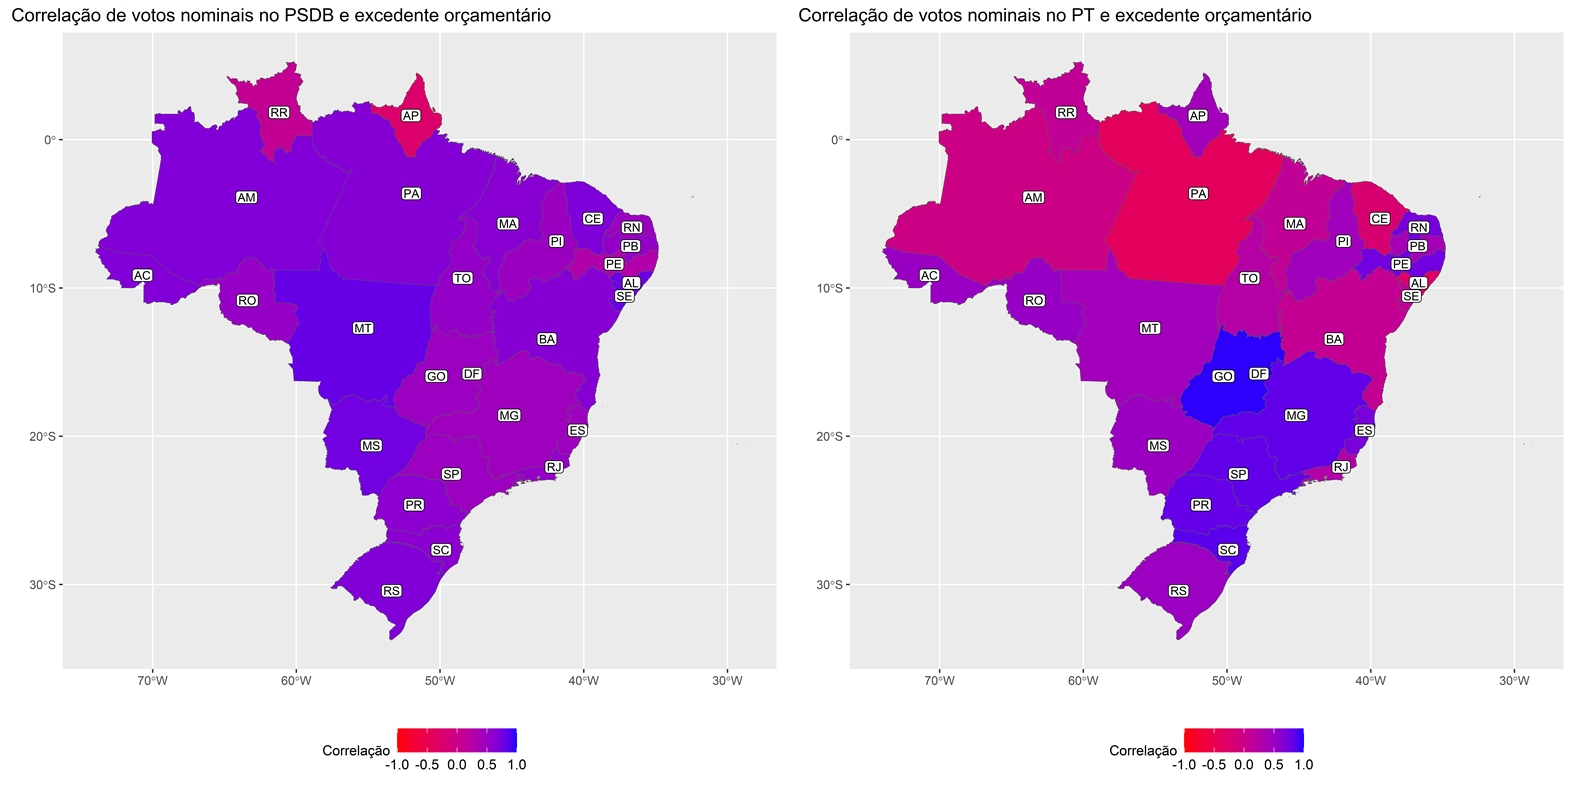 Correlação de votos nominais no PSDB e excedente orçamentário
RR
AP
0°
AM
PA
MA
CE
RN
PI
PB
PE
AC
TO
AL
10°S
RO
SE
MT
BA
GO
DF
MG
20°S
ES
MS
RJ
SP
PR
SC
30°S
RS
70°W 60°W 50°W 40°W 30°W
Correlação
-1.0 -0.5 0.0 0.5 1.0
Correlação de votos nominais no PT e excedente orçamentário
RR
AP
0°
AM
PA
MA
CE
RN
PI
PB
PE
AC
TO
AL
10°S
RO
SE
MT
BA
GO
DF
MG
20°S
ES
MS
RJ
SP
PR
SC
30°S
RS
70°W 60°W 50°W 40°W 30°W
Correlação
-1.0 -0.5 0.0 0.5 1.0